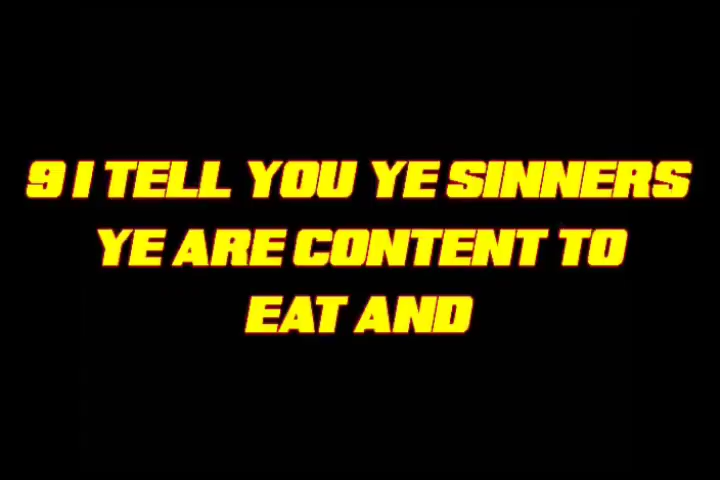 9 I TELL YOU YE SINNERS
YE ARE CONTENT TO
EAT AND